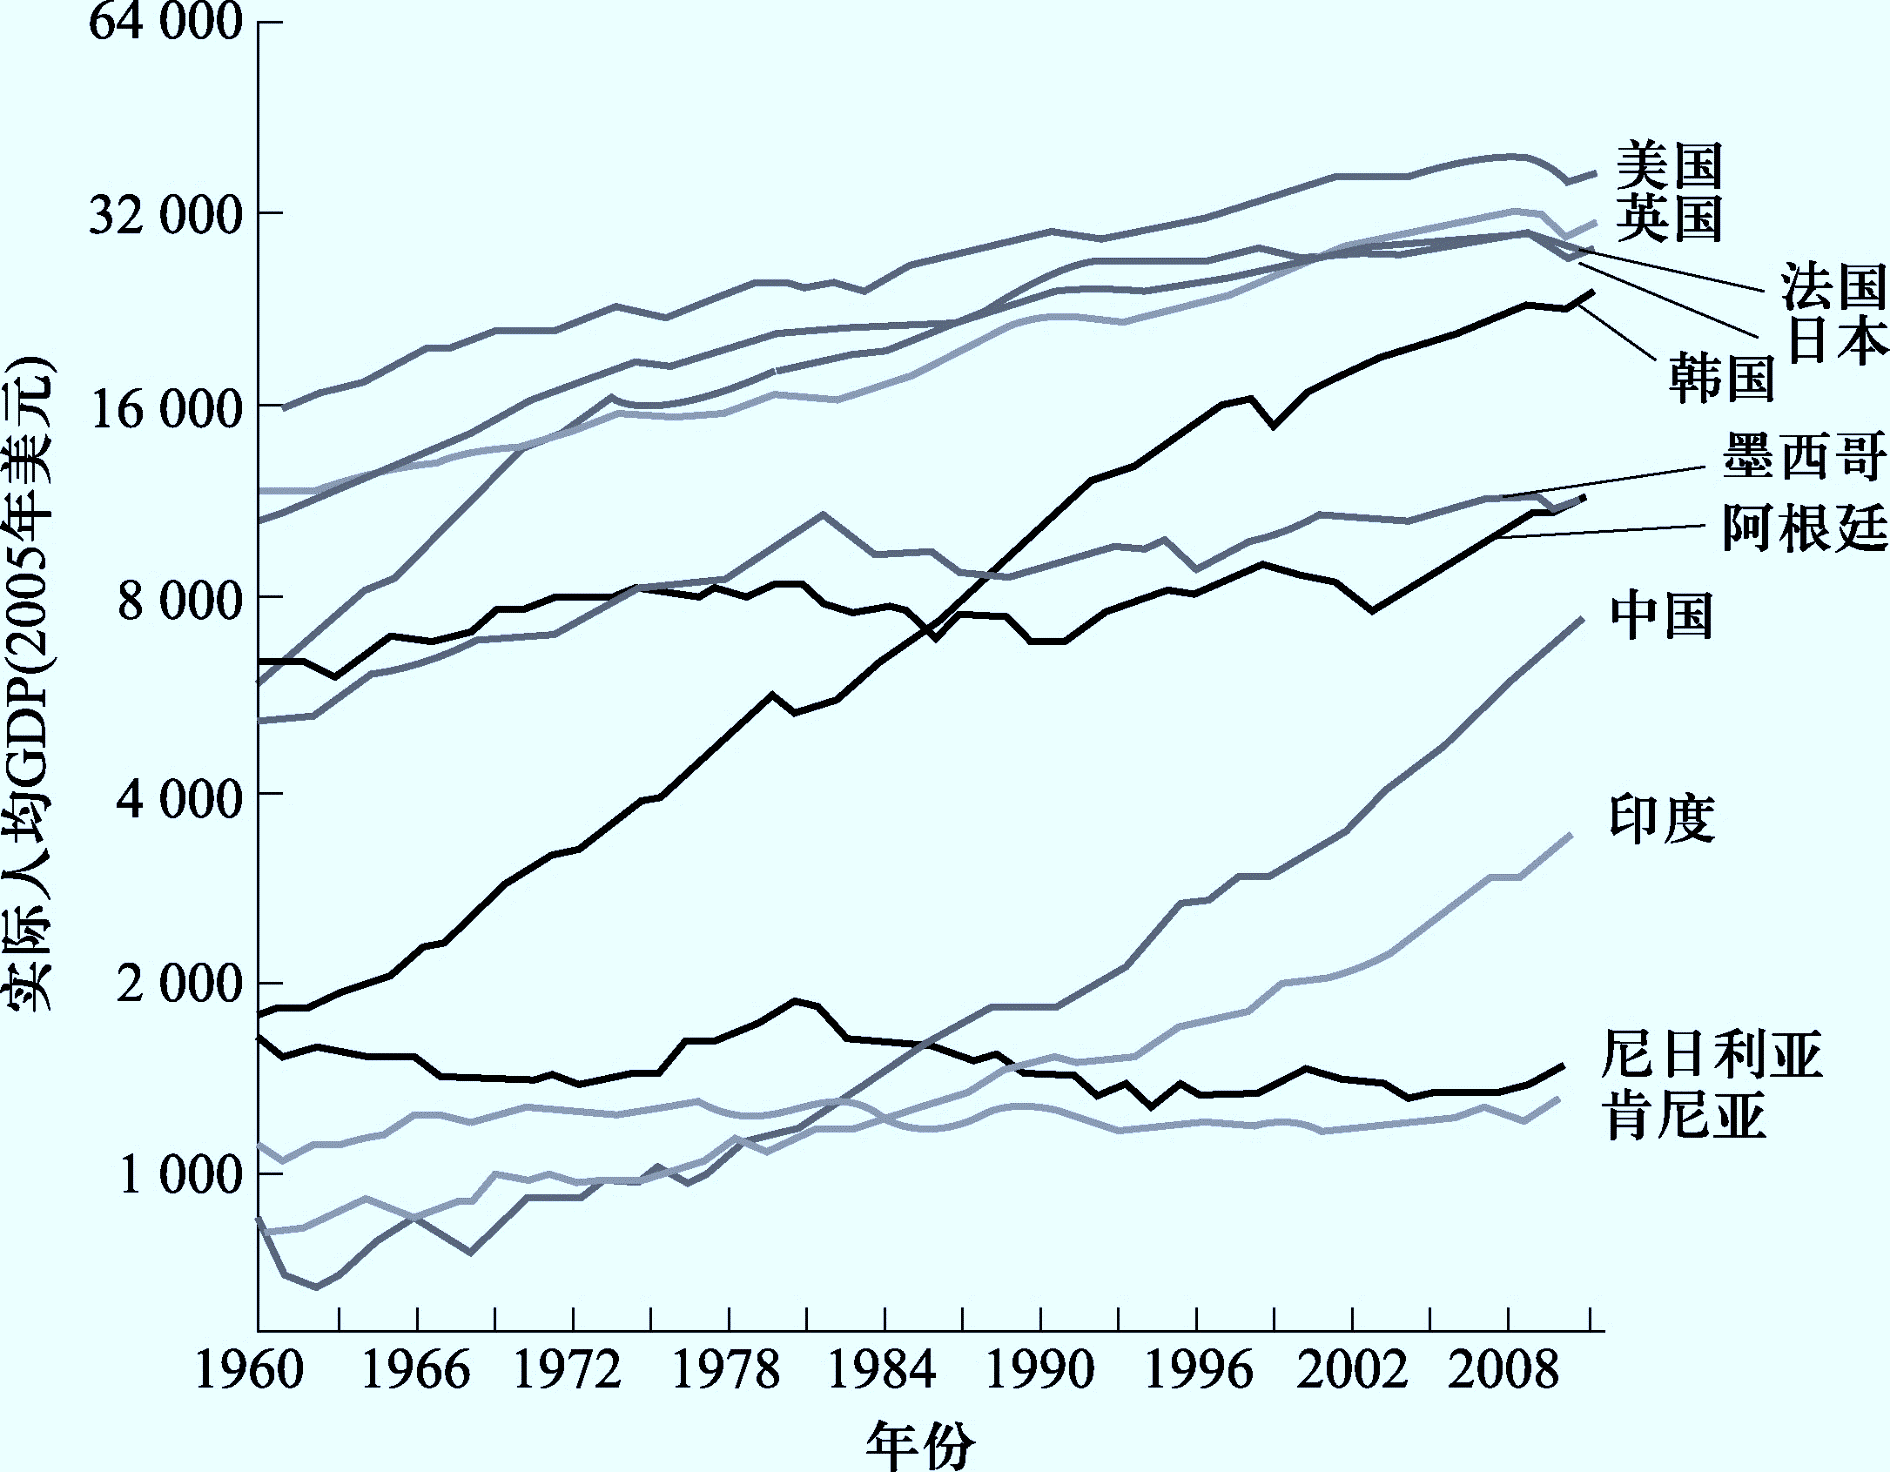 64 000
32 000
16 000
8 000
4 000
2 000
1 000
实际人均GDP(2005年美元)
美国
英国
法国
日本
韩国
墨西哥
阿根廷
中国
印度
尼日利亚
肯尼亚
1960 1966 1972 1978 1984 1990 1996 2002 2008
年份